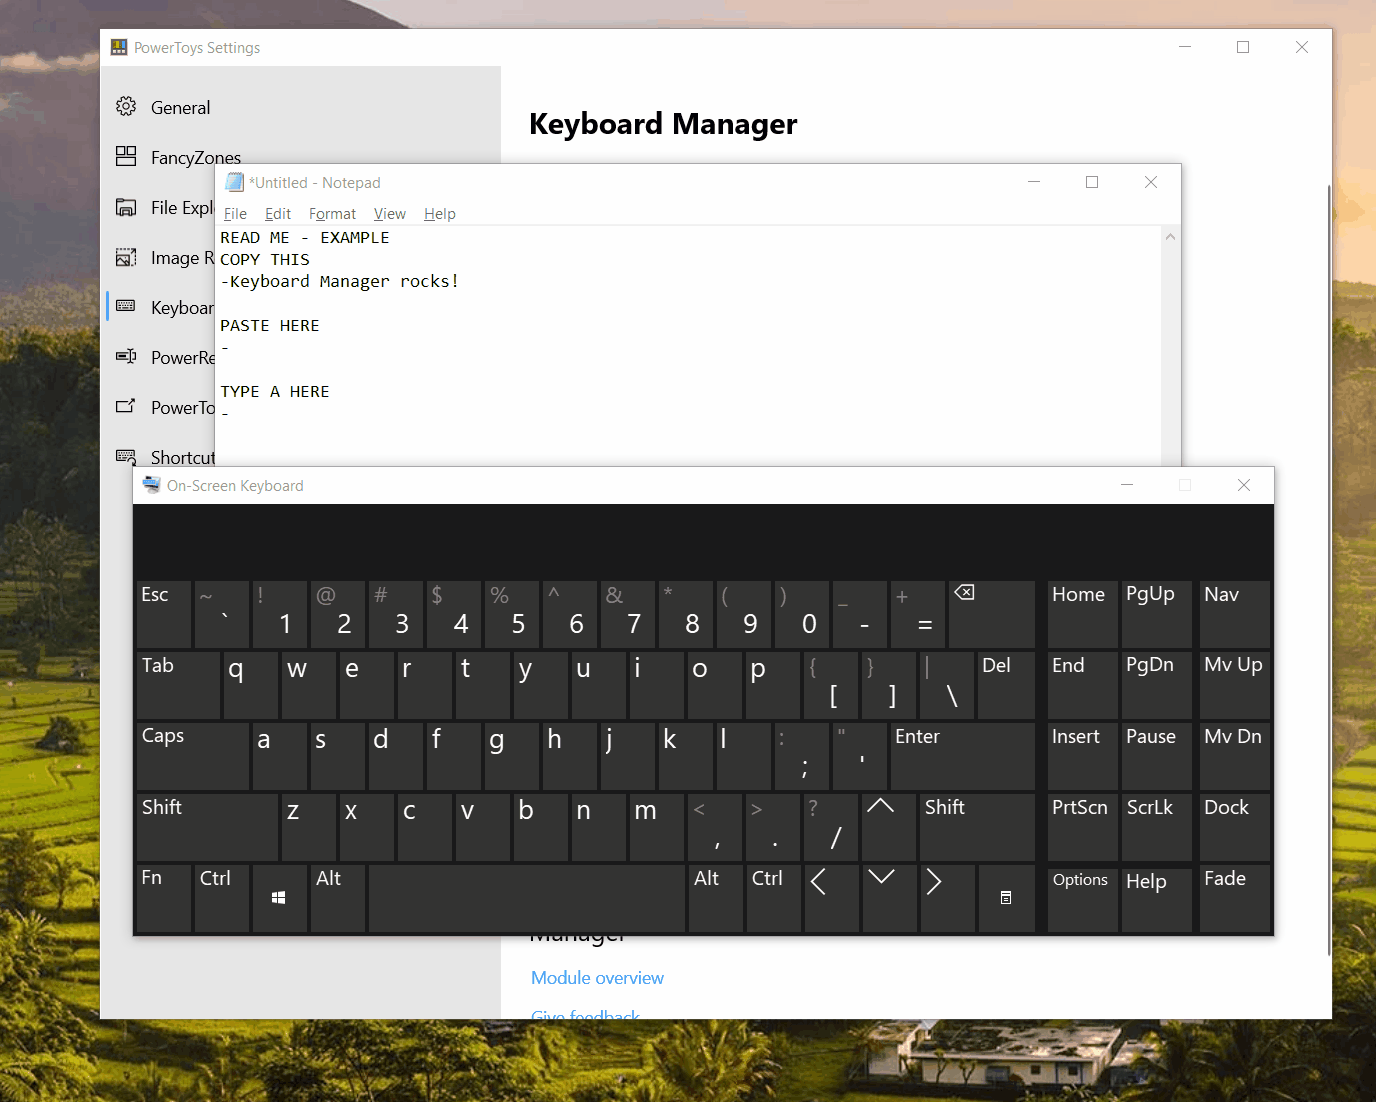 PowerToys Settings
General
FancyZones
File Expl
Image R
Keyboar
PowerRe
PowerTo
Shortcut
Keyboard Manager
*Untitled - Notepad
File Edit Format View Help
READ ME - EXAMPLE
COPY THIS
-Keyboard Manager rocks!
PASTE HERE
-
TYPE A HERE
-
On-Screen Keyboard
Esc ~ ` ! 1 @ 2 # 3 $ 4 % 5 ^ 6 & 7 * 8 ( 9 ) 0 _ - + = Home PgUp Nav
Tab q w e r t y u i o p { [ } ] | \ Del End PgDn Mv Up
Caps a s d f g h j k l : ; " ' Enter Insert Pause Mv Dn
Shift z x c v b n m < , > . ? / Shift PrtScn ScrLk Dock
Fn Ctrl Alt Alt Ctrl Options Help Fade
Manager
Module overview
Give feedback